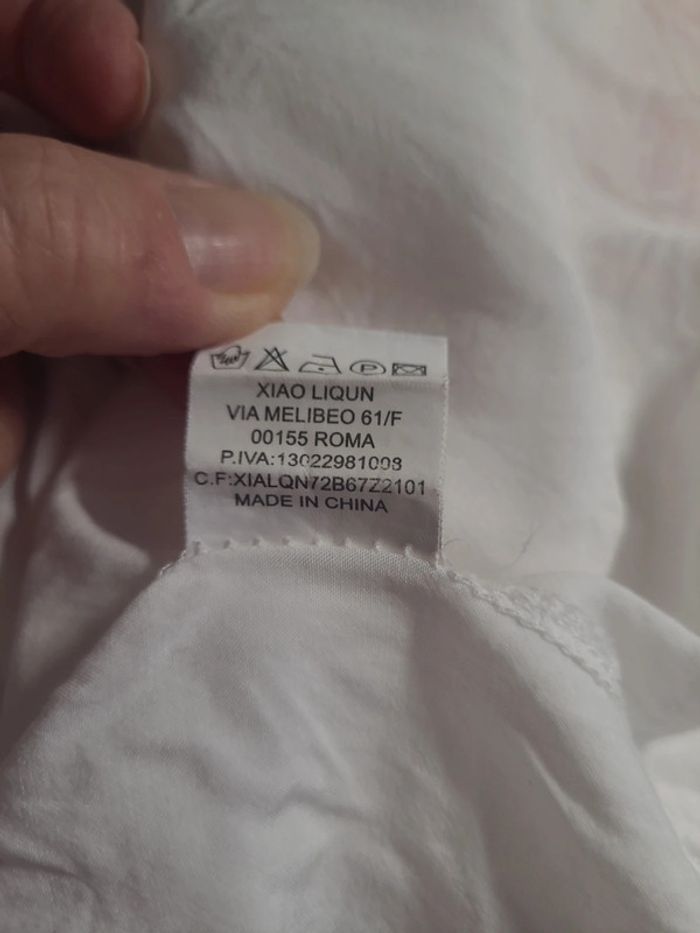 XIAO LIQUN
VIA MELIBEO 61/F
00155 ROMA
P.IVA:13022981008
C.F:XIALQN72B67Z2101
MADE IN CHINA